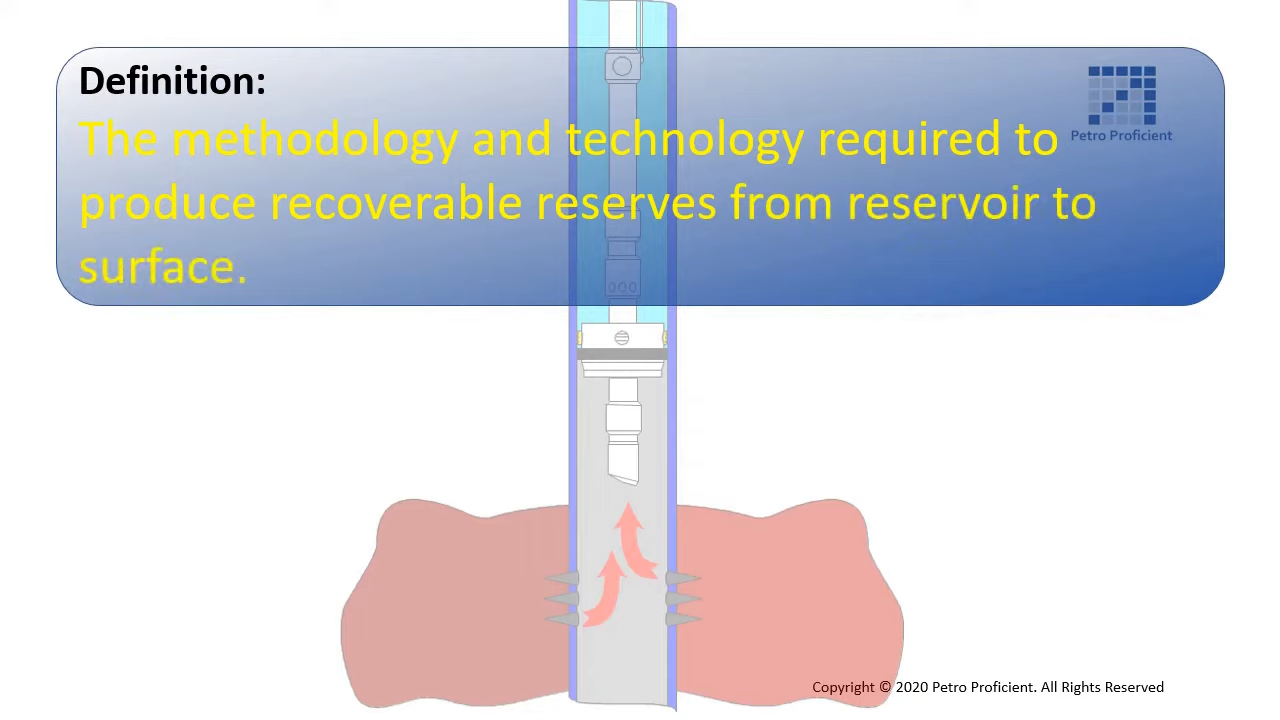 Definition:
The methodology and technology required to
produce recoverable reserves from reservoir to
surface.
Petro Proficient
Copyright © 2020 Petro Proficient. All Rights Reserved